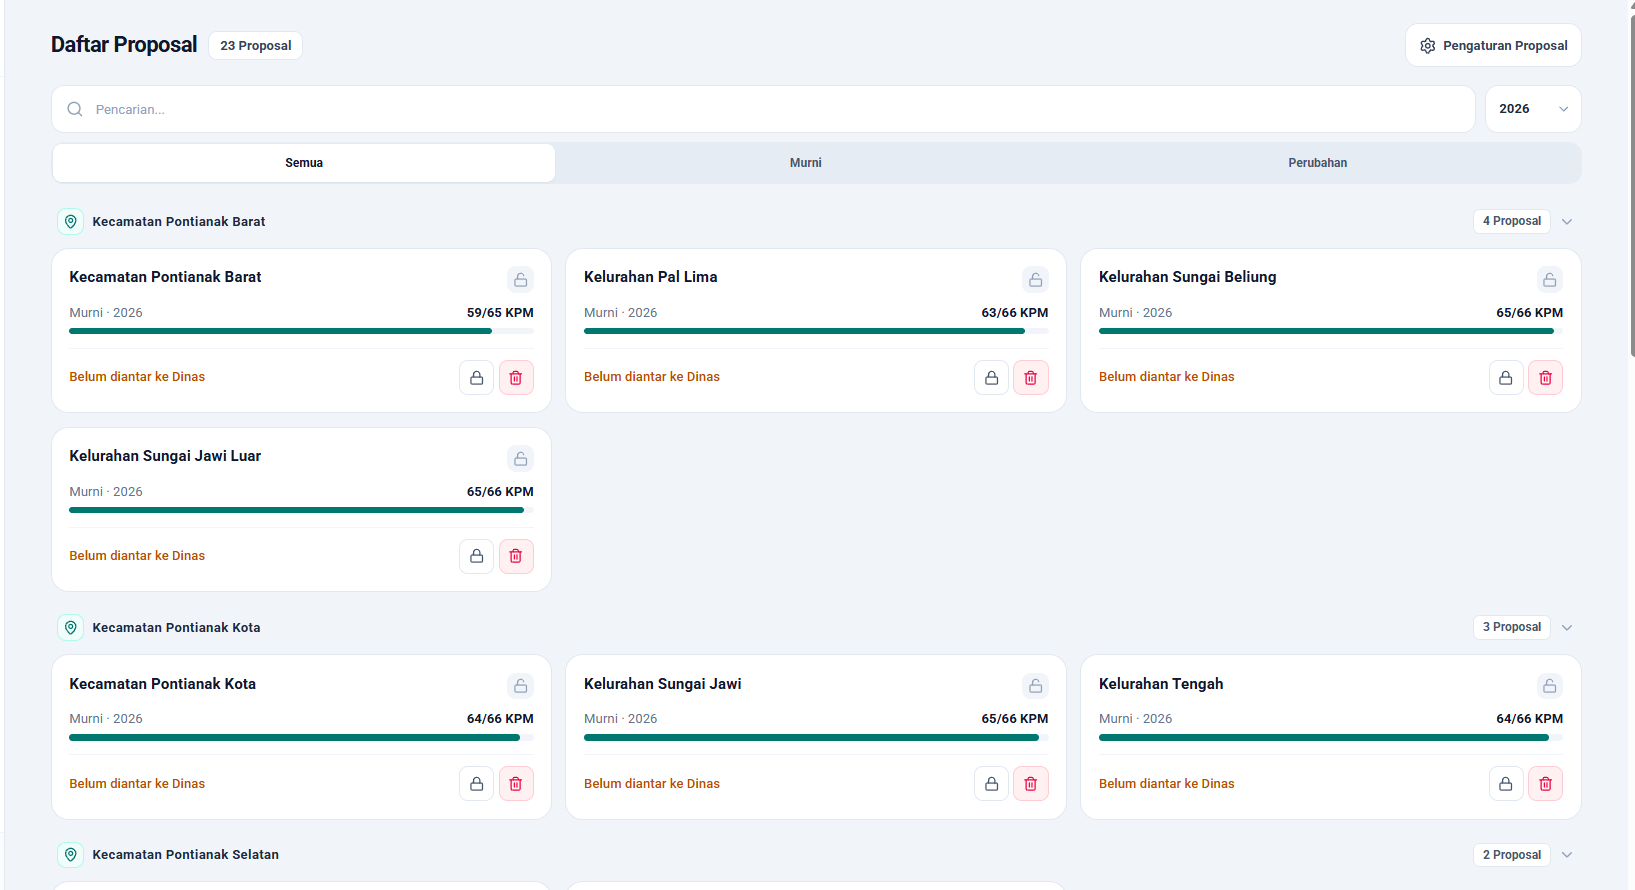 Daftar Proposal 23 Proposal Pengaturan Proposal
Pencarian... 2026
Semua Murni Perubahan
Kecamatan Pontianak Barat 4 Proposal
Kecamatan Pontianak Barat
Murni · 2026 59/65 KPM
Belum diantar ke Dinas
Kelurahan Pal Lima
Murni · 2026 63/66 KPM
Belum diantar ke Dinas
Kelurahan Sungai Beliung
Murni · 2026 65/66 KPM
Belum diantar ke Dinas
Kelurahan Sungai Jawi Luar
Murni · 2026 65/66 KPM
Belum diantar ke Dinas
Kecamatan Pontianak Kota 3 Proposal
Kecamatan Pontianak Kota
Murni · 2026 64/66 KPM
Belum diantar ke Dinas
Kelurahan Sungai Jawi
Murni · 2026 65/66 KPM
Belum diantar ke Dinas
Kelurahan Tengah
Murni · 2026 64/66 KPM
Belum diantar ke Dinas
Kecamatan Pontianak Selatan 2 Proposal